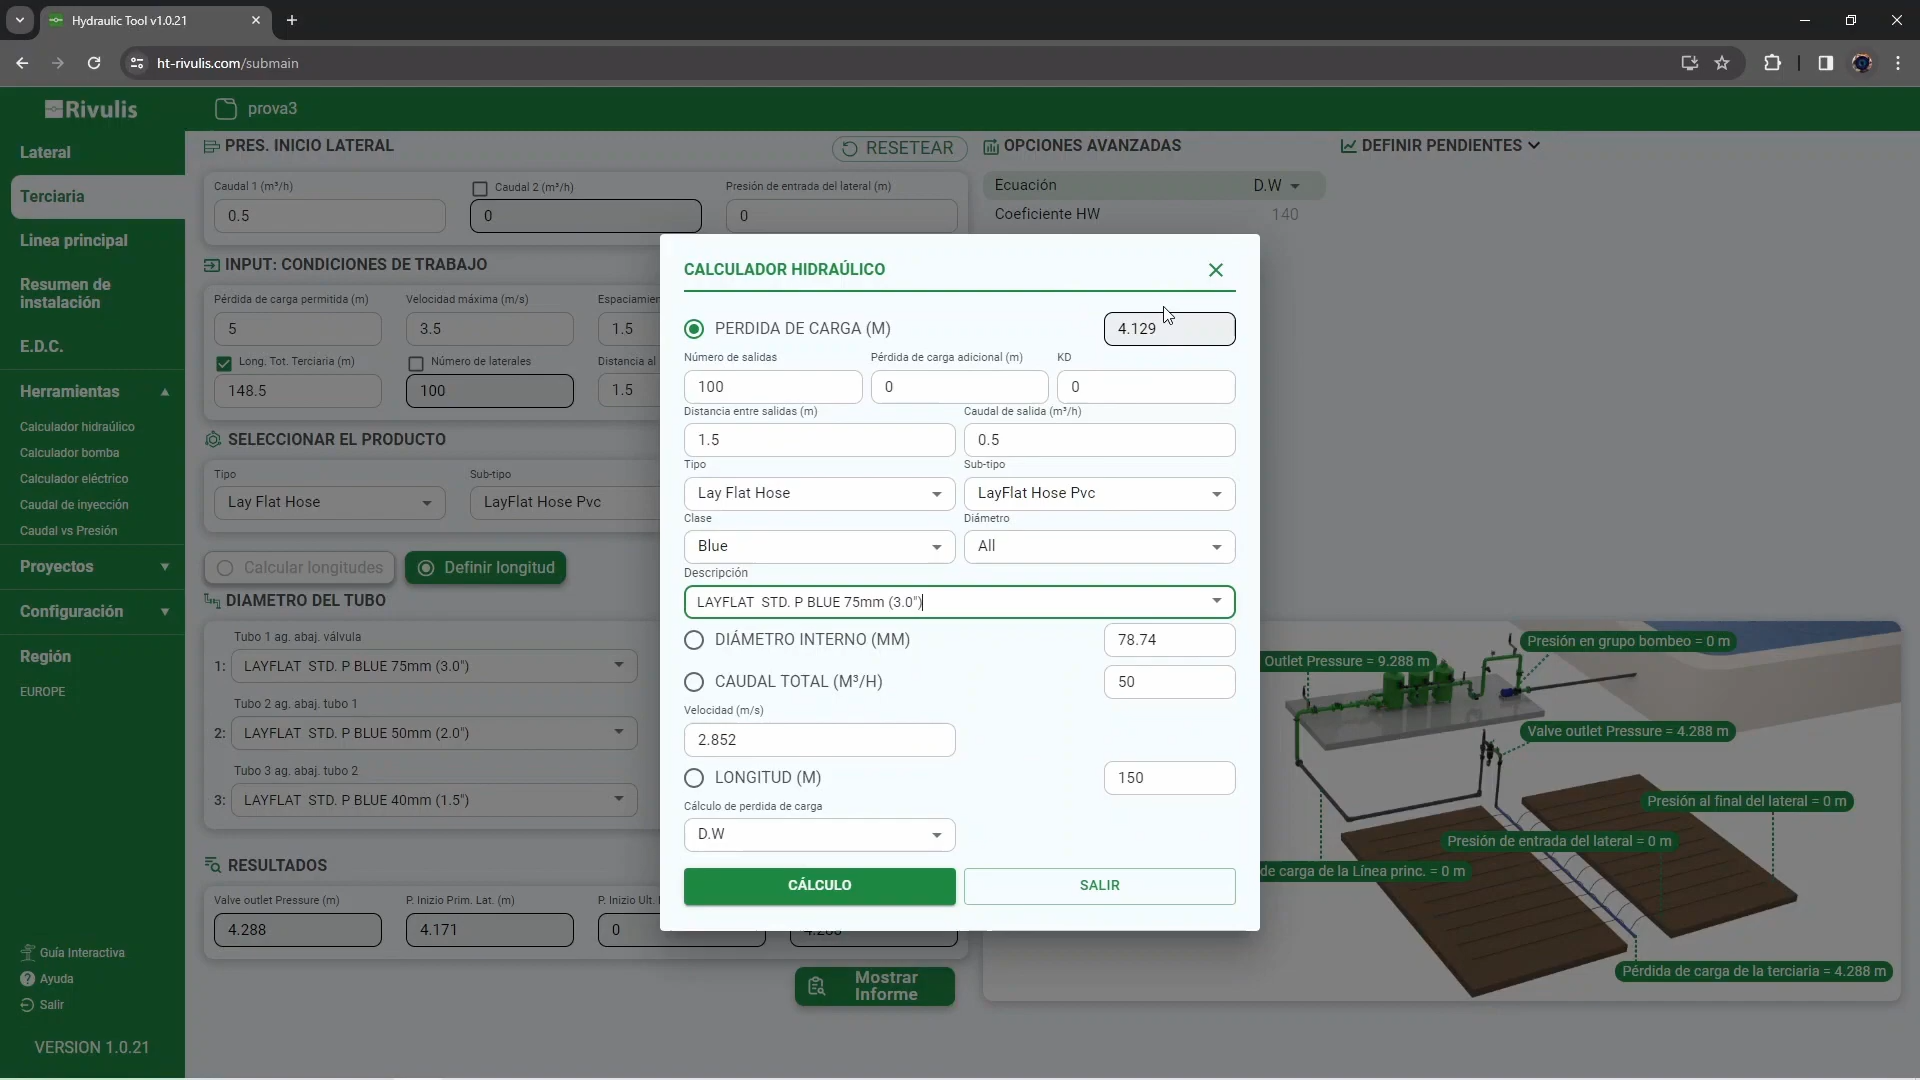 Hydraulic Tool v1.0.21
ht-rivulis.com/submain
Rivulis
prova3
Lateral
Terciaria
Linea principal
Resumen de
instalación
E.D.C.
Herramientas
Calculador hidraúlico
Calculador bomba
Calculador eléctrico
Caudal de inyección
Caudal vs Presión
Proyectos
Configuración
Región
EUROPE
Guía Interactiva
Ayuda
Salir
VERSION 1.0.21
PRES. INICIO LATERAL
RESETEAR
Caudal 1 (m³/h)
Caudal 2 (m³/h)
Presión de entrada del lateral (m)
0.5
0
0
INPUT: CONDICIONES DE TRABAJO
Pérdida de carga permitida (m)
Velocidad máxima (m/s)
5
3.5
1.5
Long. Tot. Terciaria (m)
Número de laterales
Distancia al
148.5
100
1.5
SELECCIONAR EL PRODUCTO
Tipo
Sub-tipo
Lay Flat Hose
LayFlat Hose Pvc
Calcular longitudes
Definir longitud
DIAMETRO DEL TUBO
Tubo 1 ag. abaj. válvula
1: LAYFLAT STD. P BLUE 75mm (3.0")
Tubo 2 ag. abaj. tubo 1
2: LAYFLAT STD. P BLUE 50mm (2.0")
Tubo 3 ag. abaj. tubo 2
3: LAYFLAT STD. P BLUE 40mm (1.5")
RESULTADOS
Valve outlet Pressure (m)
P. Inizio Prim. Lat. (m)
P. Inizio Ult.
4.288
4.171
0
Mostrar
Informe
OPCIONES AVANZADAS
Ecuación
D.W
Coeficiente HW
140
DEFINIR PENDIENTES
CALCULADOR HIDRAÚLICO
PERDIDA DE CARGA (M)
4.129
Número de salidas
Pérdida de carga adicional (m)
KD
100
0
0
Distancia entre salidas (m)
Caudal de salida (m³/h)
1.5
0.5
Tipo
Sub-tipo
Lay Flat Hose
LayFlat Hose Pvc
Clase
Diámetro
Blue
All
Descripción
LAYFLAT STD. P BLUE 75mm (3.0")
DIÁMETRO INTERNO (MM)
78.74
CAUDAL TOTAL (M³/H)
50
Velocidad (m/s)
2.852
LONGITUD (M)
150
Cálculo de perdida de carga
D.W
CÁLCULO
SALIR
Presión en grupo bombeo = 0 m
Outlet Pressure = 9.288 m
Valve outlet Pressure = 4.288 m
Presión al final del lateral = 0 m
Presión de entrada del lateral = 0 m
de carga de la Línea princ. = 0 m
Pérdida de carga de la terciaria = 4.288 m